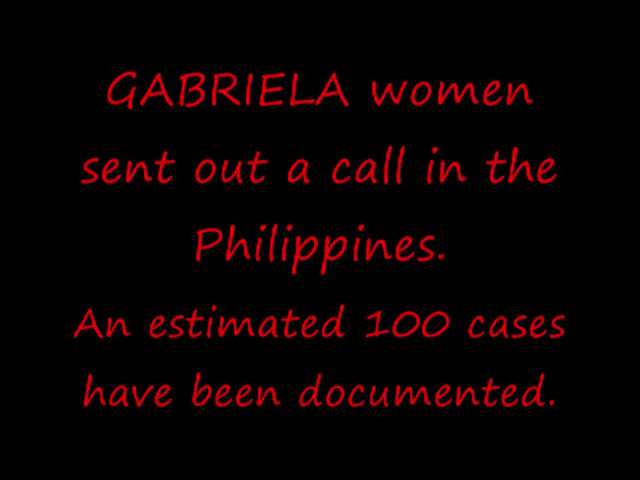 GABRIELA women
sent out a call in the
Philippines.
An estimated 100 cases
have been documented.